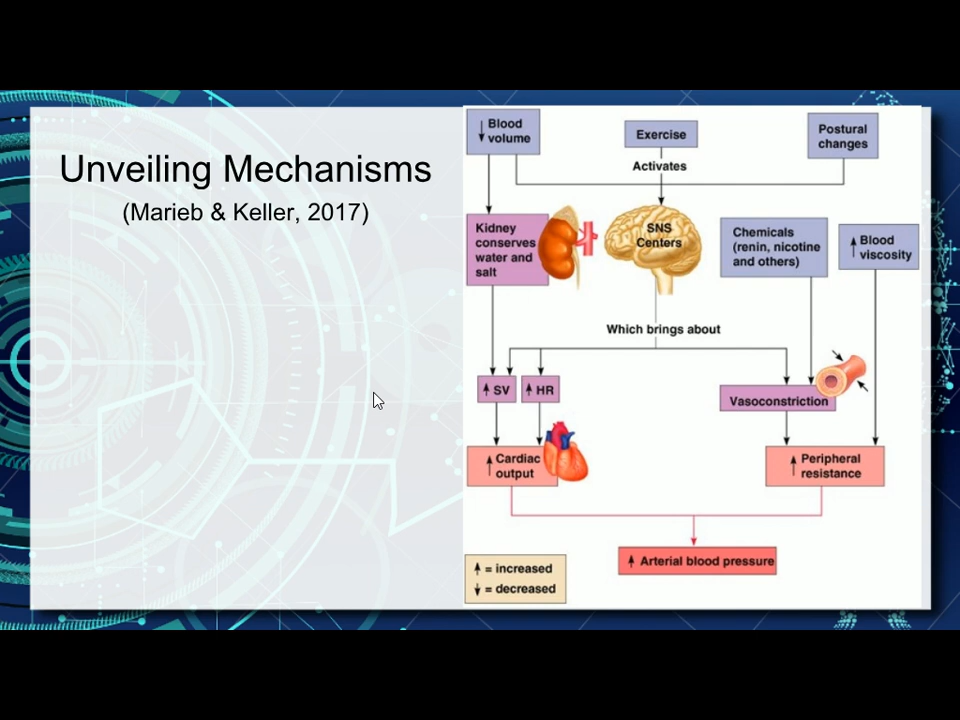 Unveiling Mechanisms
(Marieb & Keller, 2017)
↓ Blood
volume
Exercise
Postural
changes
Activates
Kidney
conserves
water and
salt
SNS
Centers
Chemicals
(renin, nicotine
and others)
↑ Blood
viscosity
Which brings about
↑ SV
↑ HR
Vasoconstriction
↑ Cardiac
output
↑ Peripheral
resistance
↑ Arterial blood pressure
↑ = increased
↓ = decreased